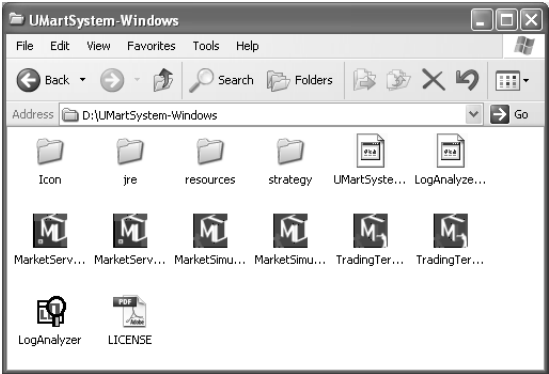 UMartSystem-Windows
File Edit View Favorites Tools Help
Back Search Folders
Address D:\UMartSystem-Windows Go
Icon jre resources strategy UMartSyste... LogAnalyze...
MarketServ... MarketServ... MarketSimu... MarketSimu... TradingTer... TradingTer...
PDF
Adobe
LogAnalyzer LICENSE